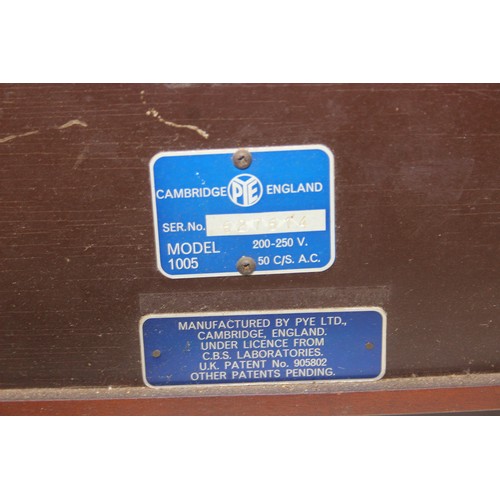 CAMBRIDGE PYE ENGLAND
SER. No.
MODEL 200-250 V.
1005 50 C/S. A.C.
MANUFACTURED BY PYE LTD.,
CAMBRIDGE, ENGLAND.
UNDER LICENCE FROM
C.B.S. LABORATORIES.
U.K. PATENT No. 905802
OTHER PATENTS PENDING.